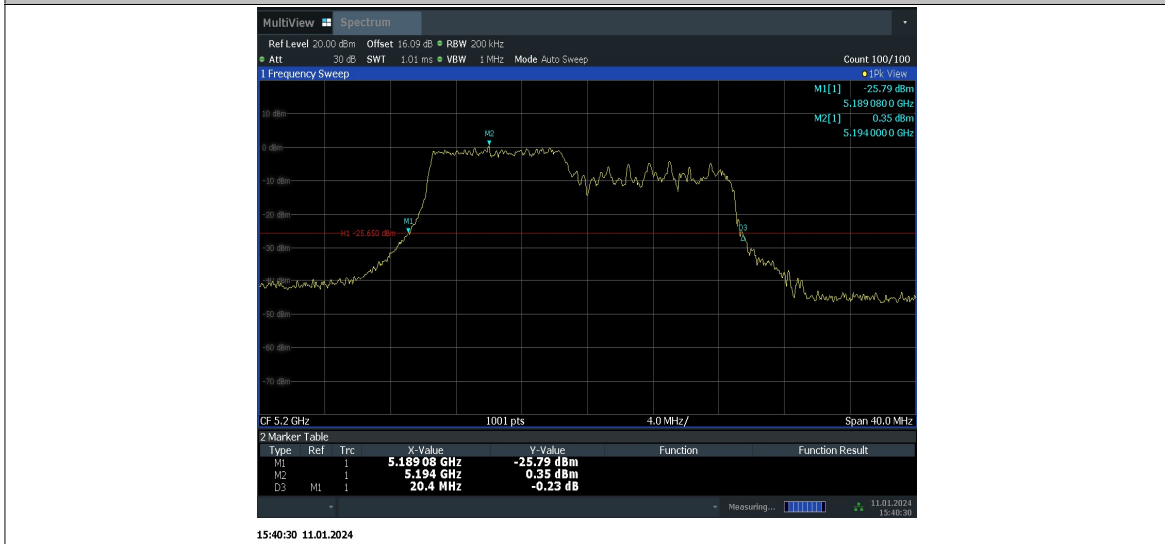 MultiView Spectrum
Ref Level 20.00 dBm Offset 16.09 dB RBW 200 kHz
Att 30 dB SWT 1.01 ms VBW 1 MHz Mode Auto Sweep Count 100/100
1 Frequency Sweep 1Pk View
M1[1] -25.79 dBm
5.189 080 0 GHz
M2[1] 0.35 dBm
5.194 000 0 GHz
10 dBm
M2
0 dBm
-10 dBm
-20 dBm
M1
D3
H1 -25.650 dBm
-30 dBm
-40 dBm
-50 dBm
-60 dBm
-70 dBm
CF 5.2 GHz 1001 pts 4.0 MHz/ Span 40.0 MHz
2 Marker Table
Type Ref Trc X-Value Y-Value Function Function Result
M1 1 5.189 08 GHz -25.79 dBm
M2 1 5.194 GHz 0.35 dBm
D3 M1 1 20.4 MHz -0.23 dB
Measuring... 11.01.2024
15:40:30
15:40:30 11.01.2024